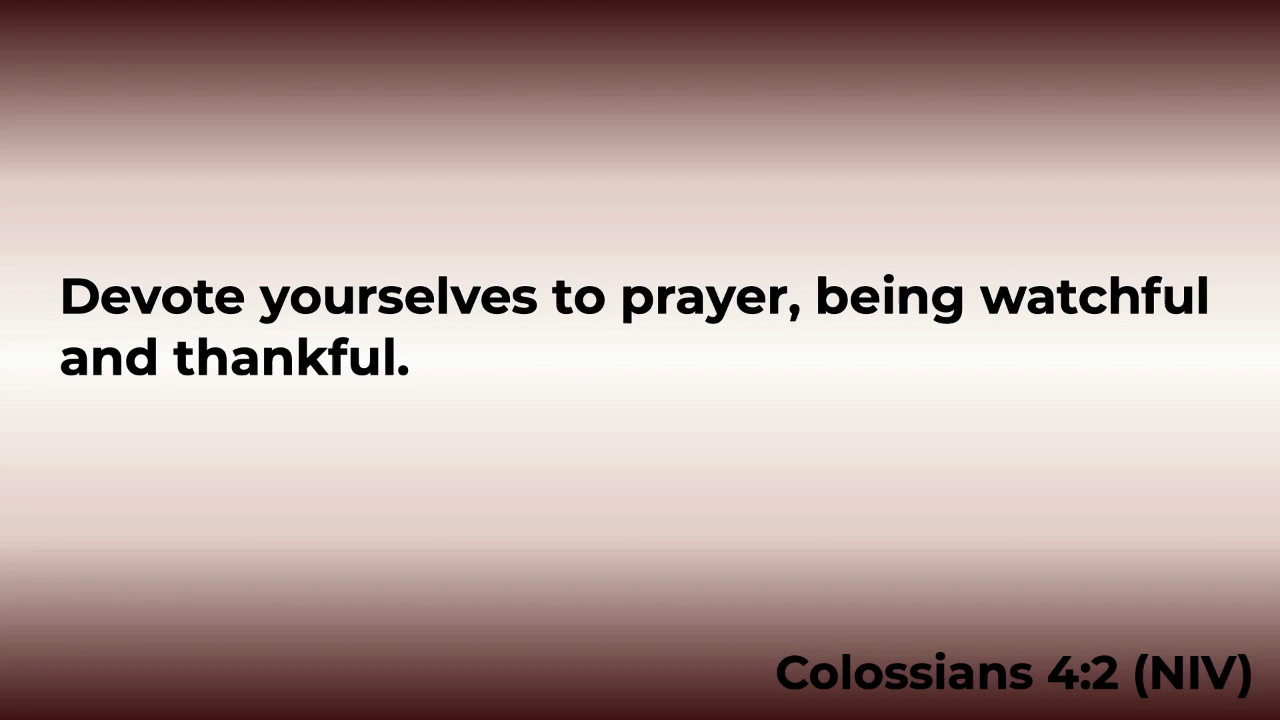 Devote yourselves to prayer, being watchful
and thankful.
Colossians 4:2 (NIV)